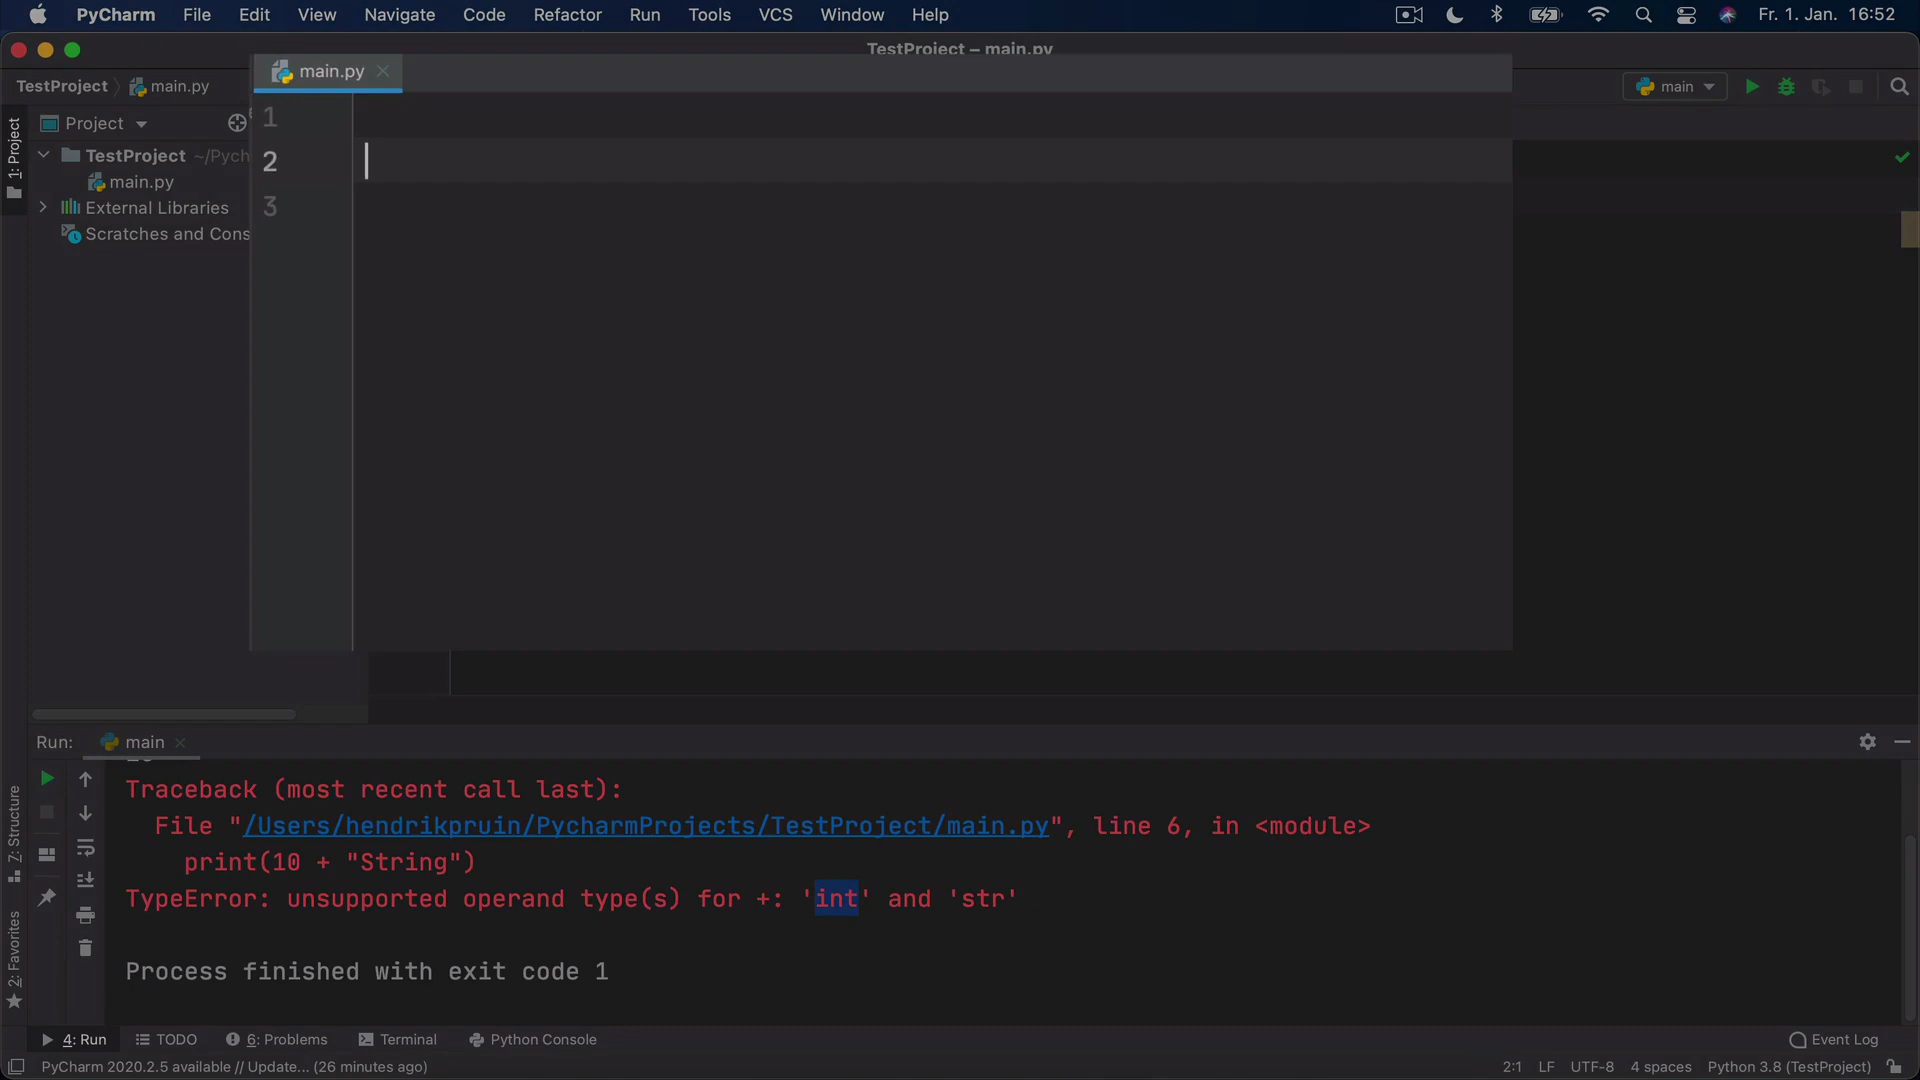 PyCharm File Edit View Navigate Code Refactor Run Tools VCS Window Help Fr. 1. Jan. 16:52
TestProject – main.py
TestProject main.py
main.py
main
1: Project
Project
1
TestProject ~/Pych
2
main.py
External Libraries
3
Scratches and Cons
Run: main
Traceback (most recent call last):
File "/Users/hendrikpruin/PycharmProjects/TestProject/main.py", line 6, in <module>
print(10 + "String")
TypeError: unsupported operand type(s) for +: 'int' and 'str'
Process finished with exit code 1
7: Structure
2: Favorites
4: Run TODO 6: Problems Terminal Python Console Event Log
PyCharm 2020.2.5 available // Update... (26 minutes ago) 2:1 LF UTF-8 4 spaces Python 3.8 (TestProject)